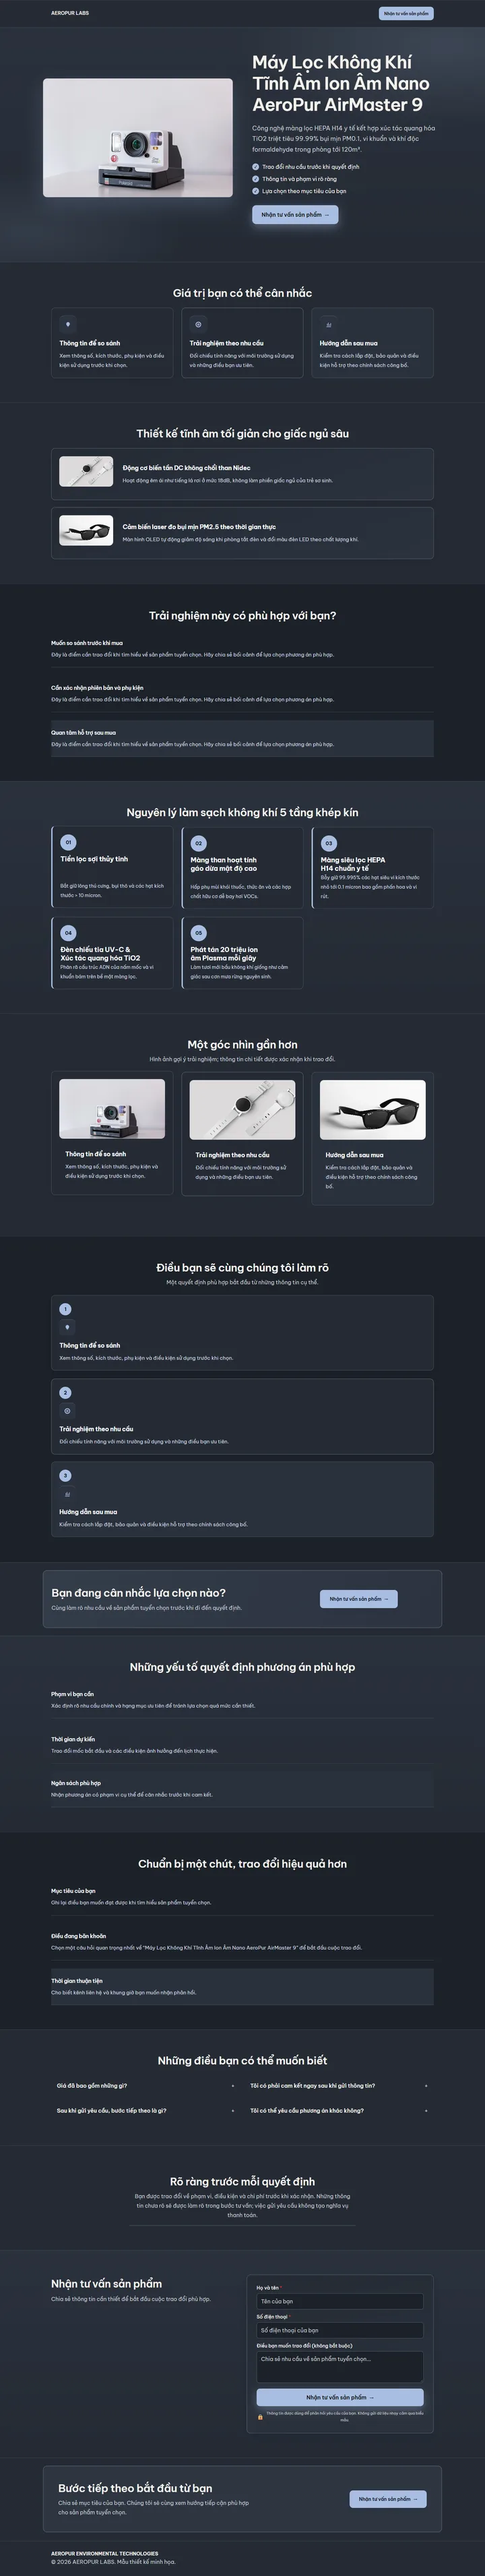 AEROPUR LABS
Nhận tư vấn sản phẩm
Máy Lọc Không Khí
Tĩnh Âm Ion Âm Nano
AeroPur AirMaster 9
Công nghệ màng lọc HEPA H14 y tế kết hợp xúc tác quang hóa
TiO2 triệt tiêu 99.99% bụi mịn PM0.1, vi khuẩn và khí độc
formaldehyde trong phòng tới 120m².
Trao đổi nhu cầu trước khi quyết định
Thông tin và phạm vi rõ ràng
Lựa chọn theo mục tiêu của bạn
Nhận tư vấn sản phẩm →
Giá trị bạn có thể cân nhắc
Thông tin để so sánh
Xem thông số, kích thước, phụ kiện và điều
kiện sử dụng trước khi chọn.
Trải nghiệm theo nhu cầu
Đối chiếu tính năng với môi trường sử dụng
và những điều bạn ưu tiên.
Hướng dẫn sau mua
Kiểm tra cách lắp đặt, bảo quản và điều
kiện hỗ trợ theo chính sách công bố.
Thiết kế tĩnh âm tối giản cho giấc ngủ sâu
Động cơ biến tần DC không chổi than Nidec
Hoạt động êm ái như tiếng lá rơi ở mức 18dB, không làm phiền giấc ngủ của trẻ sơ sinh.
Cảm biến laser đo bụi mịn PM2.5 theo thời gian thực
Màn hình OLED tự động giảm độ sáng khi phòng tắt đèn và đổi màu đèn LED theo chất lượng khí.
Trải nghiệm này có phù hợp với bạn?
Muốn so sánh trước khi mua
Đây là điểm cần trao đổi khi tìm hiểu về sản phẩm tuyển chọn. Hãy chia sẻ bối cảnh để lựa chọn phương án phù hợp.
Cần xác nhận phiên bản và phụ kiện
Đây là điểm cần trao đổi khi tìm hiểu về sản phẩm tuyển chọn. Hãy chia sẻ bối cảnh để lựa chọn phương án phù hợp.
Quan tâm hỗ trợ sau mua
Đây là điểm cần trao đổi khi tìm hiểu về sản phẩm tuyển chọn. Hãy chia sẻ bối cảnh để lựa chọn phương án phù hợp.
Nguyên lý làm sạch không khí 5 tầng khép kín
01
Tiền lọc sợi thủy tinh
Bắt giữ lông thú cưng, bụi thô và các hạt kích
thước > 10 micron.
02
Màng than hoạt tính
gáo dừa mật độ cao
Hấp phụ mùi khói thuốc, thức ăn và các hợp
chất hữu cơ dễ bay hơi VOCs.
03
Màng siêu lọc HEPA
H14 chuẩn y tế
Bẫy giữ 99.995% các hạt siêu vi kích thước
nhỏ tới 0.1 micron bao gồm phấn hoa và vi
rút.
04
Đèn chiếu tia UV-C &
Xúc tác quang hóa TiO2
Phân rã cấu trúc ADN của nấm mốc và vi
khuẩn bám trên bề mặt màng lọc.
05
Phát tán 20 triệu ion
âm Plasma mỗi giây
Làm tươi mới bầu không khí giống như cảm
giác sau cơn mưa rừng nguyên sinh.
Một góc nhìn gần hơn
Hình ảnh gợi ý trải nghiệm; thông tin chi tiết được xác nhận khi trao đổi.
Thông tin để so sánh
Xem thông số, kích thước, phụ kiện và
điều kiện sử dụng trước khi chọn.
Trải nghiệm theo nhu cầu
Đối chiếu tính năng với môi trường sử
dụng và những điều bạn ưu tiên.
Hướng dẫn sau mua
Kiểm tra cách lắp đặt, bảo quản và
điều kiện hỗ trợ theo chính sách công
bố.
Điều bạn sẽ cùng chúng tôi làm rõ
Một quyết định phù hợp bắt đầu từ những thông tin cụ thể.
1
Thông tin để so sánh
Xem thông số, kích thước, phụ kiện và điều kiện sử dụng trước khi chọn.
2
Trải nghiệm theo nhu cầu
Đối chiếu tính năng với môi trường sử dụng và những điều bạn ưu tiên.
3
Hướng dẫn sau mua
Kiểm tra cách lắp đặt, bảo quản và điều kiện hỗ trợ theo chính sách công bố.
Bạn đang cân nhắc lựa chọn nào?
Cùng làm rõ nhu cầu về sản phẩm tuyển chọn trước khi đi đến quyết định.
Nhận tư vấn sản phẩm →
Những yếu tố quyết định phương án phù hợp
Phạm vi bạn cần
Xác định rõ nhu cầu chính và hạng mục ưu tiên để tránh lựa chọn quá mức cần thiết.
Thời gian dự kiến
Trao đổi mốc bắt đầu và các điều kiện ảnh hưởng đến lịch thực hiện.
Ngân sách phù hợp
Nhận phương án có phạm vi cụ thể để cân nhắc trước khi cam kết.
Chuẩn bị một chút, trao đổi hiệu quả hơn
Mục tiêu của bạn
Ghi lại điều bạn muốn đạt được khi tìm hiểu sản phẩm tuyển chọn.
Điều đang băn khoăn
Chọn một câu hỏi quan trọng nhất về "Máy Lọc Không Khí Tĩnh Âm Ion Âm Nano AeroPur AirMaster 9" để bắt đầu cuộc trao đổi.
Thời gian thuận tiện
Cho biết kênh liên hệ và khung giờ bạn muốn nhận phản hồi.
Những điều bạn có thể muốn biết
Giá đã bao gồm những gì? +
Tôi có phải cam kết ngay sau khi gửi thông tin? +
Sau khi gửi yêu cầu, bước tiếp theo là gì? +
Tôi có thể yêu cầu phương án khác không? +
Rõ ràng trước mỗi quyết định
Bạn được trao đổi về phạm vi, điều kiện và chi phí trước khi xác nhận. Những thông
tin chưa rõ sẽ được làm rõ trong bước tư vấn; việc gửi yêu cầu không tạo nghĩa vụ
thanh toán.
Nhận tư vấn sản phẩm
Chia sẻ thông tin cần thiết để bắt đầu cuộc trao đổi phù hợp.
Họ và tên *
Tên của bạn
Số điện thoại *
Số điện thoại của bạn
Điều bạn muốn trao đổi (không bắt buộc)
Chia sẻ nhu cầu về sản phẩm tuyển chọn...
Nhận tư vấn sản phẩm →
Thông tin được dùng để phản hồi yêu cầu của bạn. Không gửi dữ liệu nhạy cảm qua biểu
mẫu.
Bước tiếp theo bắt đầu từ bạn
Chia sẻ mục tiêu của bạn. Chúng tôi sẽ cùng xem hướng tiếp cận phù hợp
cho sản phẩm tuyển chọn.
Nhận tư vấn sản phẩm →
AEROPUR ENVIRONMENTAL TECHNOLOGIES
© 2026 AEROPUR LABS. Mẫu thiết kế minh họa.